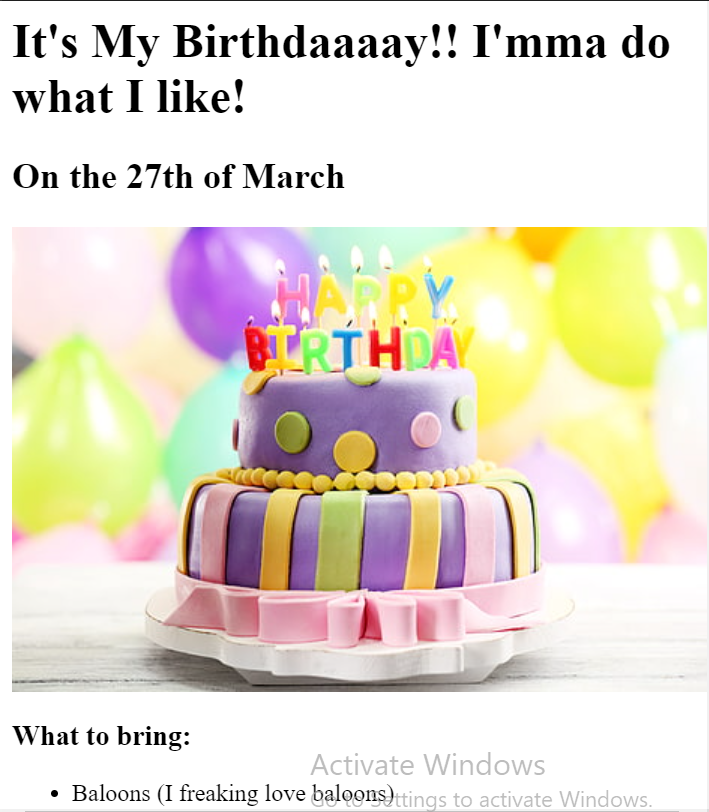 It's My Birthdaaaay!! I'mma do
what I like!
On the 27th of March
HAPPY
BIRTHDAY
What to bring:
Activate Windows
• Baloons (I freaking love baloons)
Go to Settings to activate Windows.